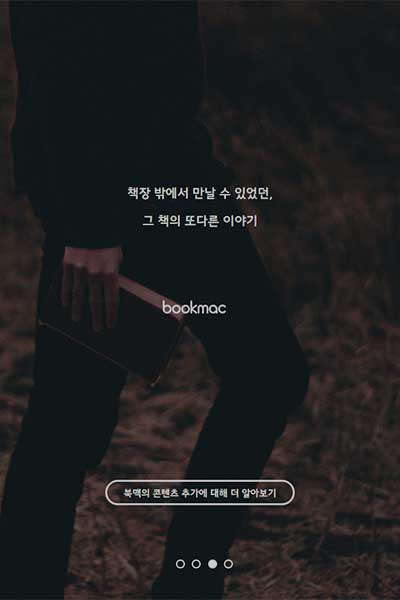 책장 밖에서 만날 수 있었던,
그 책의 또다른 이야기
bookmac
북맥의 콘텐츠 추가에 대해 더 알아보기